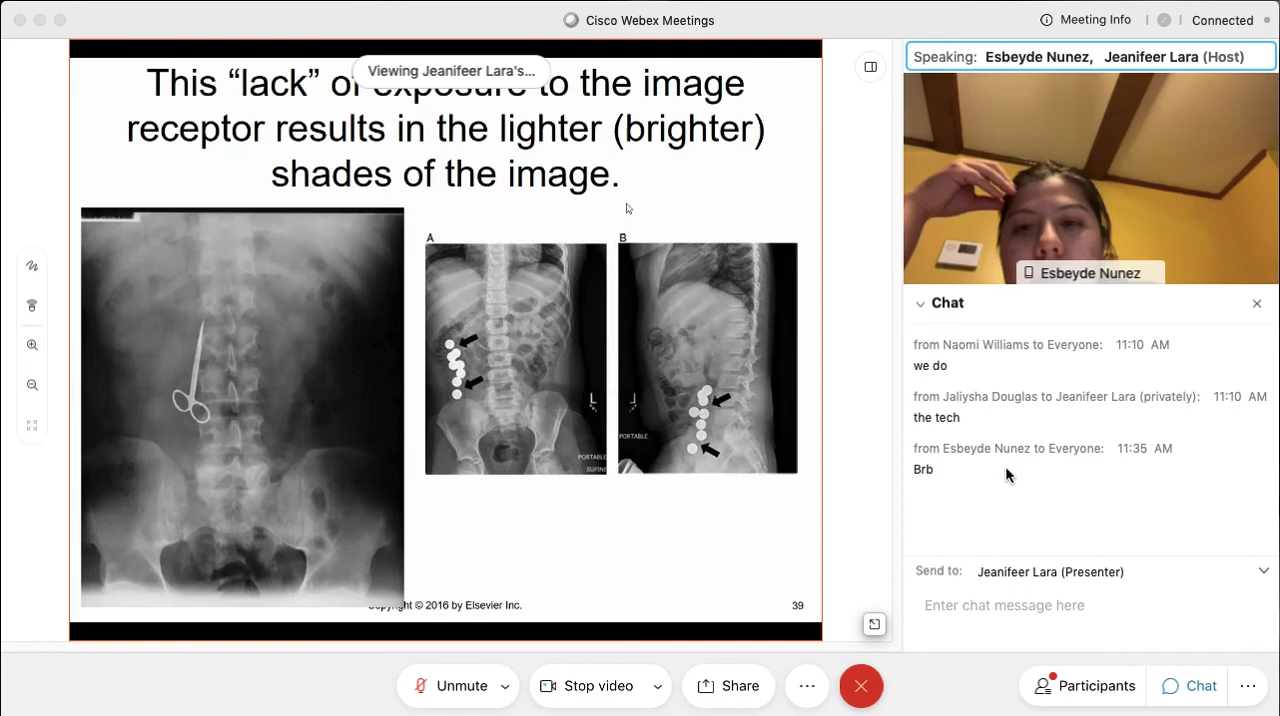 Cisco Webex Meetings
Meeting Info
Connected
Viewing Jeanifeer Lara's...
This “lack” of exposure to the image
receptor results in the lighter (brighter)
shades of the image.
A
B
L
PORTABLE
SUPINE
PORTABLE
Copyright © 2016 by Elsevier Inc.
39
Speaking: Esbeyde Nunez, Jeanifeer Lara (Host)
Esbeyde Nunez
Chat
from Naomi Williams to Everyone: 11:10 AM
we do
from Jaliysha Douglas to Jeanifeer Lara (privately): 11:10 AM
the tech
from Esbeyde Nunez to Everyone: 11:35 AM
Brb
Send to: Jeanifeer Lara (Presenter)
Enter chat message here
Unmute
Stop video
Share
Participants
Chat